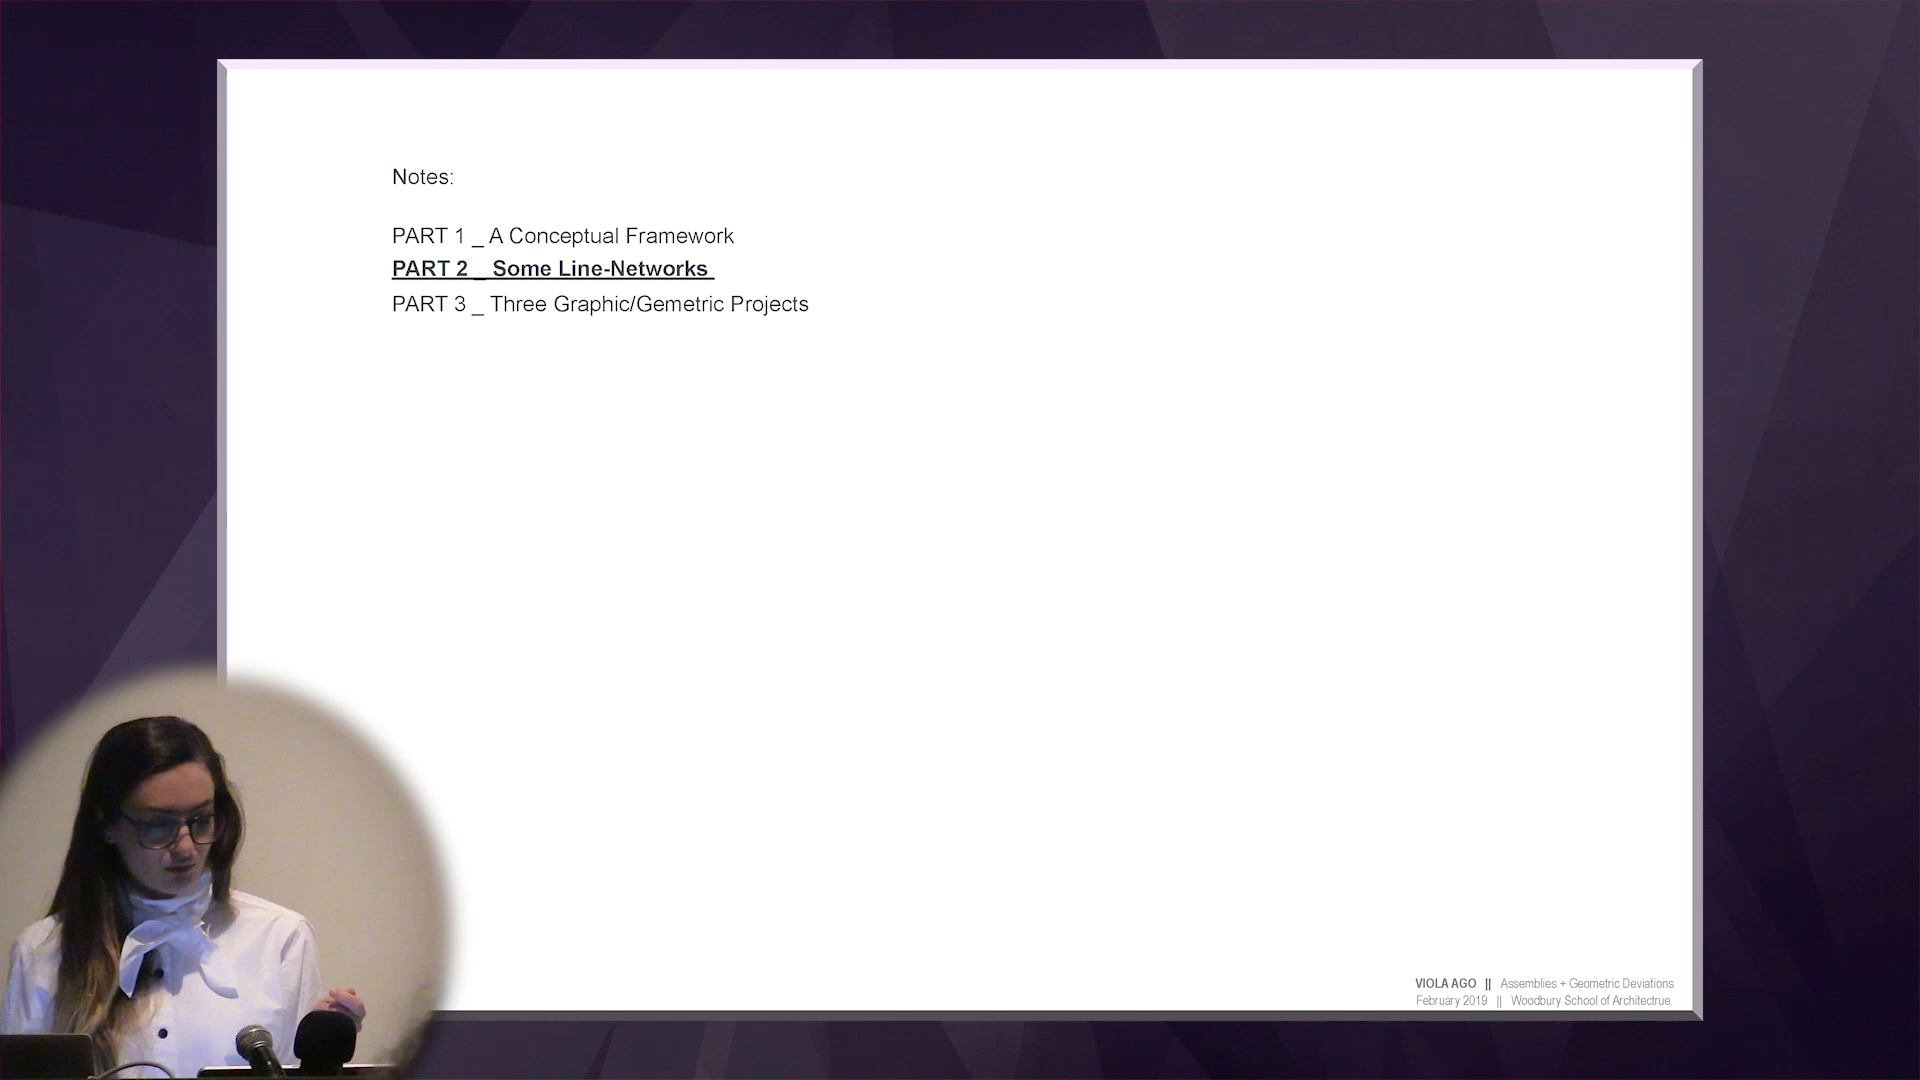 Notes:
PART 1 _ A Conceptual Framework
PART 2 _ Some Line-Networks
PART 3 _ Three Graphic/Gemetric Projects
VIOLA AGO || Assemblies + Geometric Deviations
February 2019 || Woodbury School of Architectrue.